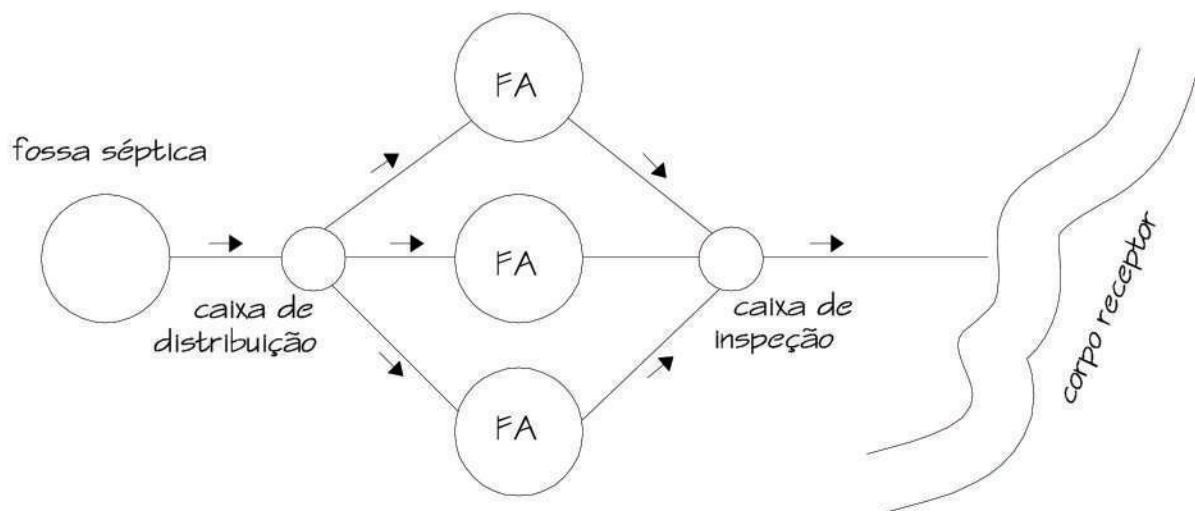 FA
fossa séptica
FA
caixa de
distribuição
caixa de
inspeção
corpo receptor
FA